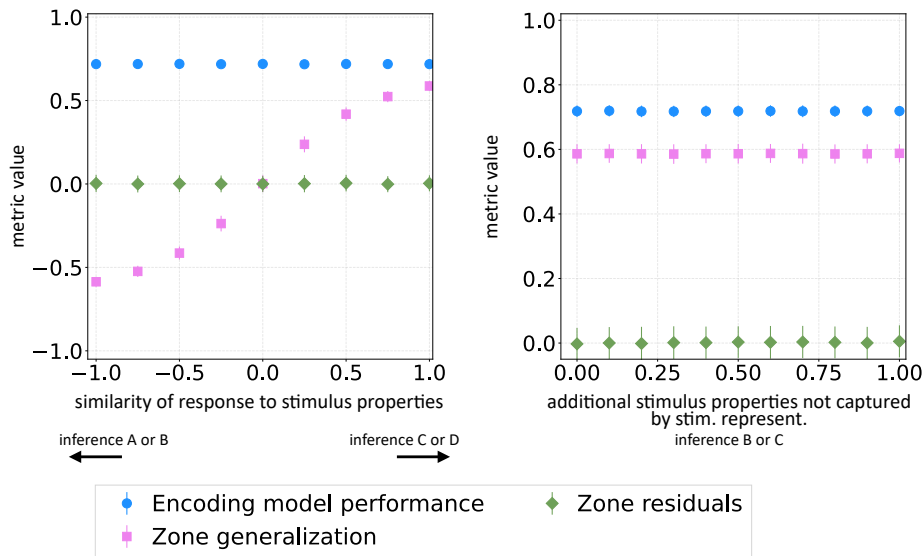 1.0
0.5
0.0
−0.5
−1.0
metric value
−1.0 −0.5 0.0 0.5 1.0
similarity of response to stimulus properties
inference A or B
inference C or D
1.0
0.8
0.6
0.4
0.2
0.0
metric value
0.00 0.25 0.50 0.75 1.00
additional stimulus properties not captured
by stim. represent.
inference B or C
Encoding model performance
Zone generalization
Zone residuals